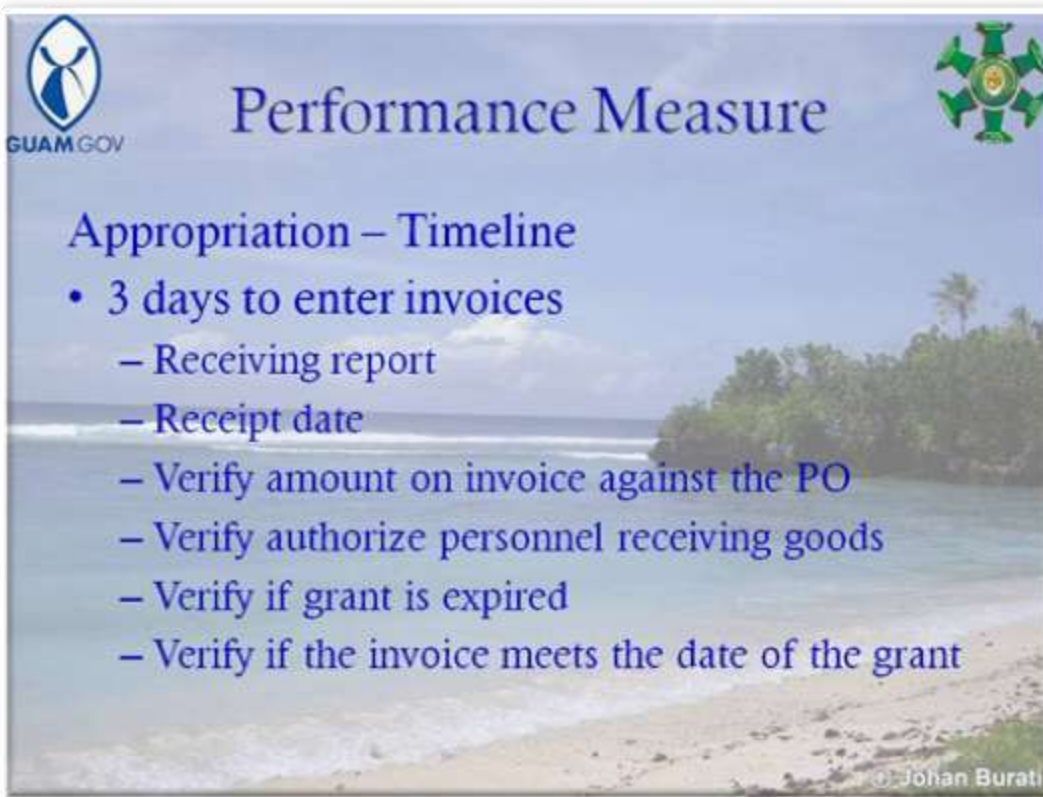 GUAMGOV
Performance Measure
Appropriation – Timeline
• 3 days to enter invoices
– Receiving report
– Receipt date
– Verify amount on invoice against the PO
– Verify authorize personnel receiving goods
– Verify if grant is expired
– Verify if the invoice meets the date of the grant
Johan Burati